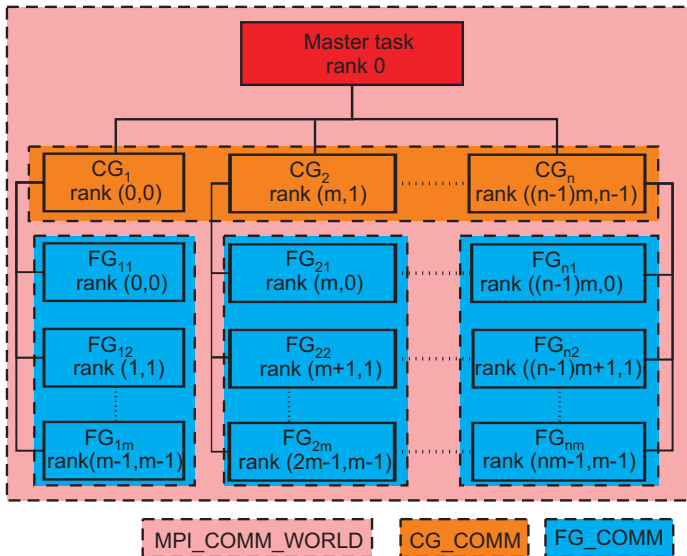 Master task
rank 0
CG₁
rank (0,0)
CG₂
rank (m,1)
CGₙ
rank ((n-1)m,n-1)
FG₁₁
rank (0,0)
FG₂₁
rank (m,0)
FGₙ₁
rank ((n-1)m,0)
FG₁₂
rank (1,1)
FG₂₂
rank (m+1,1)
FGₙ₂
rank ((n-1)m+1,1)
FG₁ₘ
rank(m-1,m-1)
FG₂ₘ
rank (2m-1,m-1)
FGₙₘ
rank (nm-1,m-1)
MPI_COMM_WORLD
CG_COMM
FG_COMM